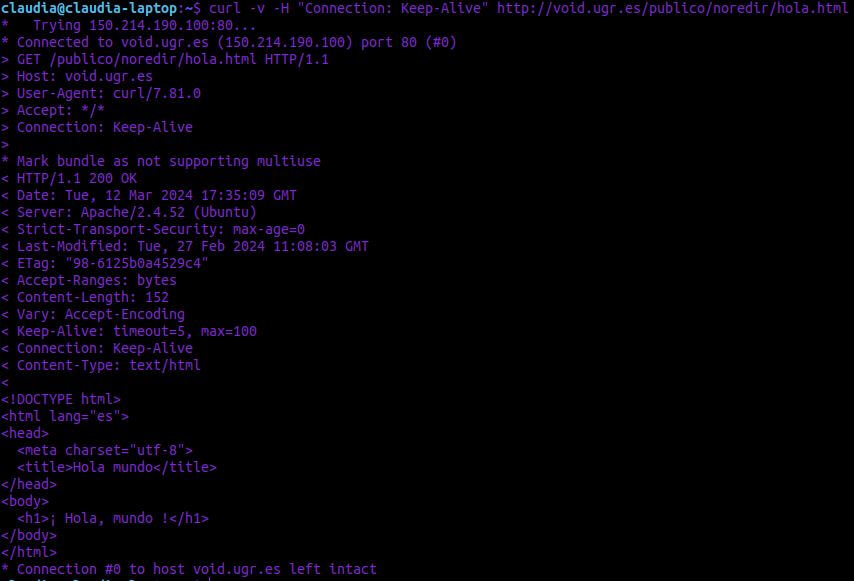 claudia@claudia-laptop:~$ curl -v -H "Connection: Keep-Alive" http://void.ugr.es/publico/noredir/hola.html
*   Trying 150.214.190.100:80...
* Connected to void.ugr.es (150.214.190.100) port 80 (#0)
> GET /publico/noredir/hola.html HTTP/1.1
> Host: void.ugr.es
> User-Agent: curl/7.81.0
> Accept: */*
> Connection: Keep-Alive
>
* Mark bundle as not supporting multiuse
< HTTP/1.1 200 OK
< Date: Tue, 12 Mar 2024 17:35:09 GMT
< Server: Apache/2.4.52 (Ubuntu)
< Strict-Transport-Security: max-age=0
< Last-Modified: Tue, 27 Feb 2024 11:08:03 GMT
< ETag: "98-6125b0a4529c4"
< Accept-Ranges: bytes
< Content-Length: 152
< Vary: Accept-Encoding
< Keep-Alive: timeout=5, max=100
< Connection: Keep-Alive
< Content-Type: text/html
<
<!DOCTYPE html>
<html lang="es">
<head>
  <meta charset="utf-8">
  <title>Hola mundo</title>
</head>
<body>
  <h1>¡ Hola, mundo !</h1>
</body>
</html>
* Connection #0 to host void.ugr.es left intact